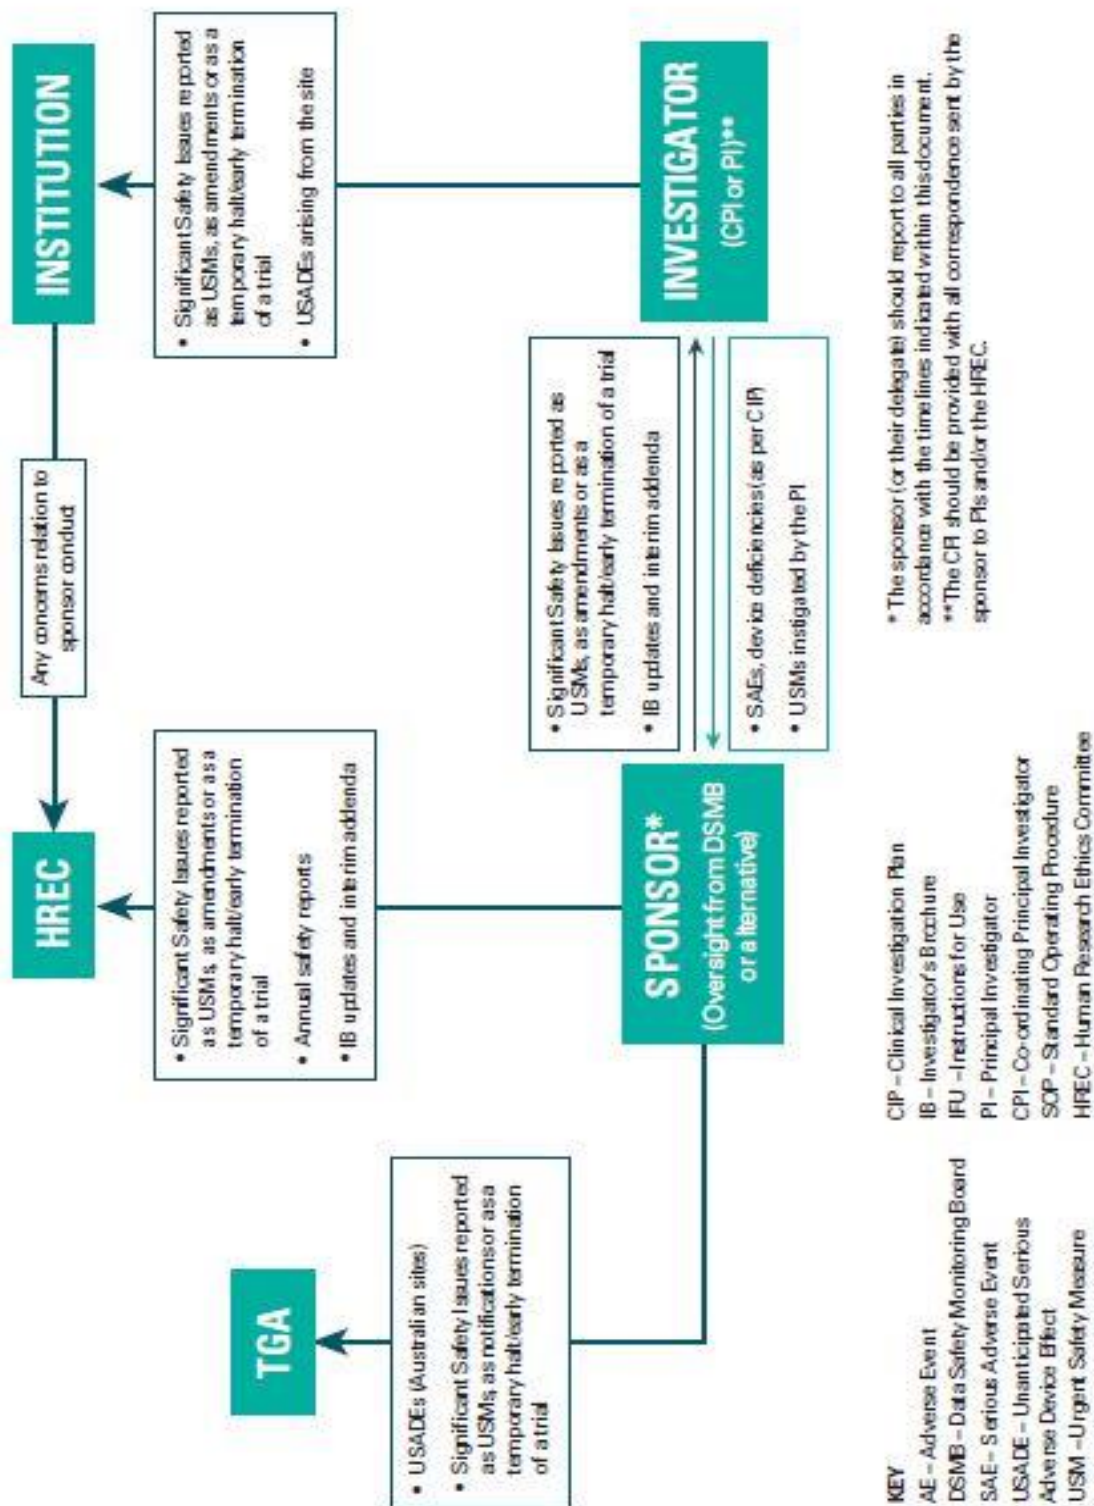 TGA
• USADEs (Australian sites)
• Significant Safety Issues reported
as USMs, as notifications or as a
temporary halt/early termination
of a trial
HREC
• Significant Safety Issues reported
as USMs, as amendments or as a
temporary halt/early termination
of a trial
• Annual safety reports
• IB updates and interim addenda
Any concerns relation to
sponsor conduct
INSTITUTION
• Significant Safety Issues reported
as USMs, as amendments or as a
temporary halt/early termination
of a trial
• USADEs arising from the site
SPONSOR*
(Oversight from DSMB
or alternative)
• Significant Safety Issues reported as
USMs, as amendments or as a
temporary halt/early termination of a trial
• IB updates and interim addenda
• SAEs, device deficiencies (as per CIP)
• USMs instigated by the PI
INVESTIGATOR
(CPI or PI)**
KEY
AE – Adverse Event
DSMB – Data Safety Monitoring Board
SAE – Serious Adverse Event
USADE – Unanticipated Serious
Adverse Device Effect
USM – Urgent Safety Measure
CIP – Clinical Investigation Plan
IB – Investigator's Brochure
IFU – Instructions for Use
PI – Principal Investigator
CPI – Co-ordinating Principal Investigator
SOP – Standard Operating Procedure
HREC – Human Research Ethics Committee
* The sponsor (or their delegate) should report to all parties in
accordance with the timelines indicated within this document.
**The CPI should be provided with all correspondence sent by the
sponsor to PIs and/or the HREC.